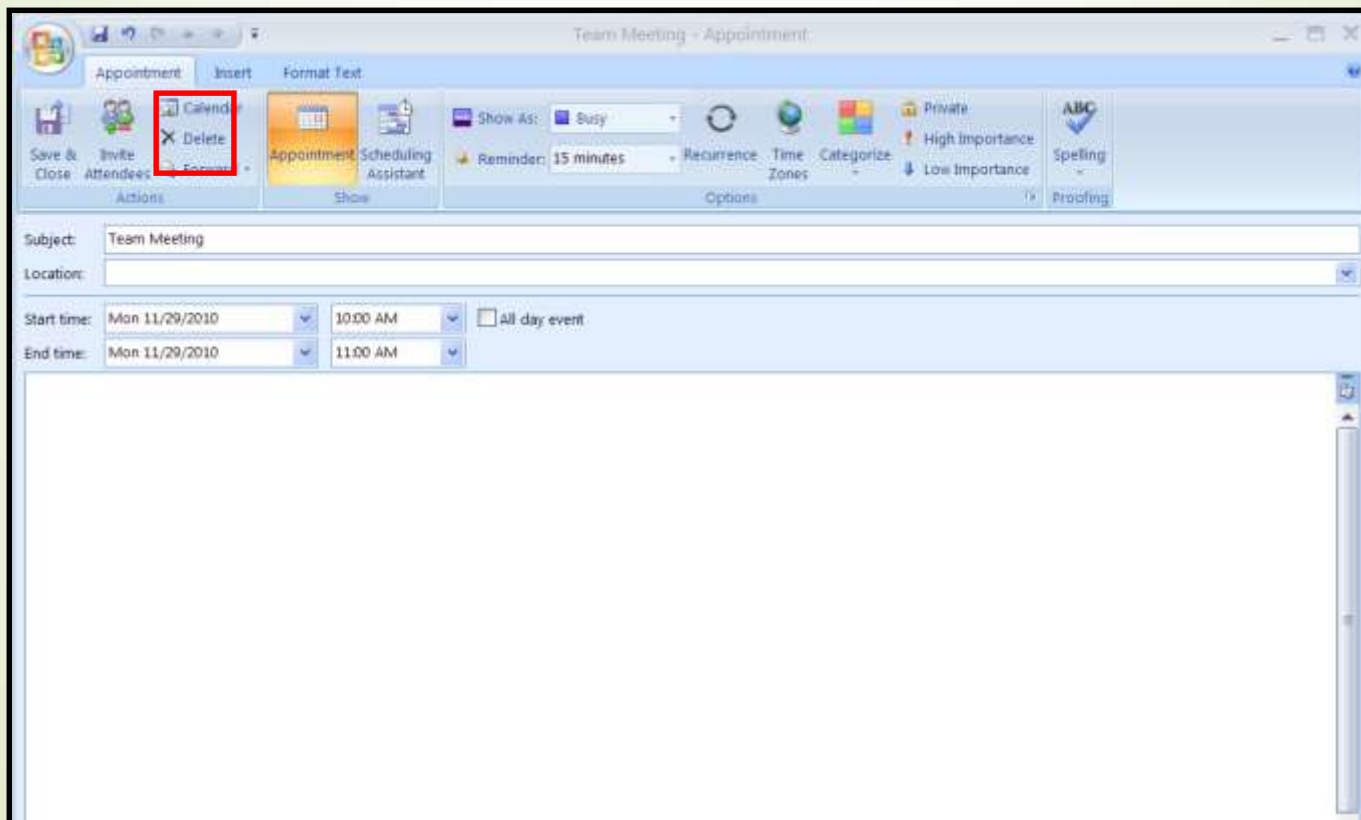 Team Meeting - Appointment
Appointment Insert Format Text
Save & Close
Invite Attendees
Calendar
Delete
Forward
Actions
Appointment
Scheduling Assistant
Show
Show As: Busy
Reminder: 15 minutes
Recurrence
Time Zones
Categorize
Private
High Importance
Low Importance
Options
ABC
Spelling
Proofing
Subject: Team Meeting
Location:
Start time: Mon 11/29/2010 10:00 AM All day event
End time: Mon 11/29/2010 11:00 AM